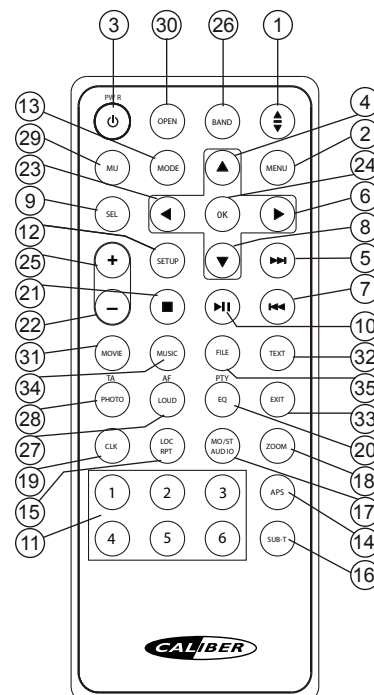 3 30 26 1
PWR
OPEN BAND
13 4
29 MU MODE MENU 2
23 24
9 SEL OK 6
12 8
25 + SETUP 5
21 7
22 − 10
31 MOVIE MUSIC FILE TEXT 32
34 35
TA AF PTY
28 PHOTO LOUD EQ EXIT 33
27 20
19 CLK LOC RPT MO/ST AUDIO ZOOM 18
15 17
11 1 2 3 APS 14
4 5 6 SUB-T 16
CALIBER